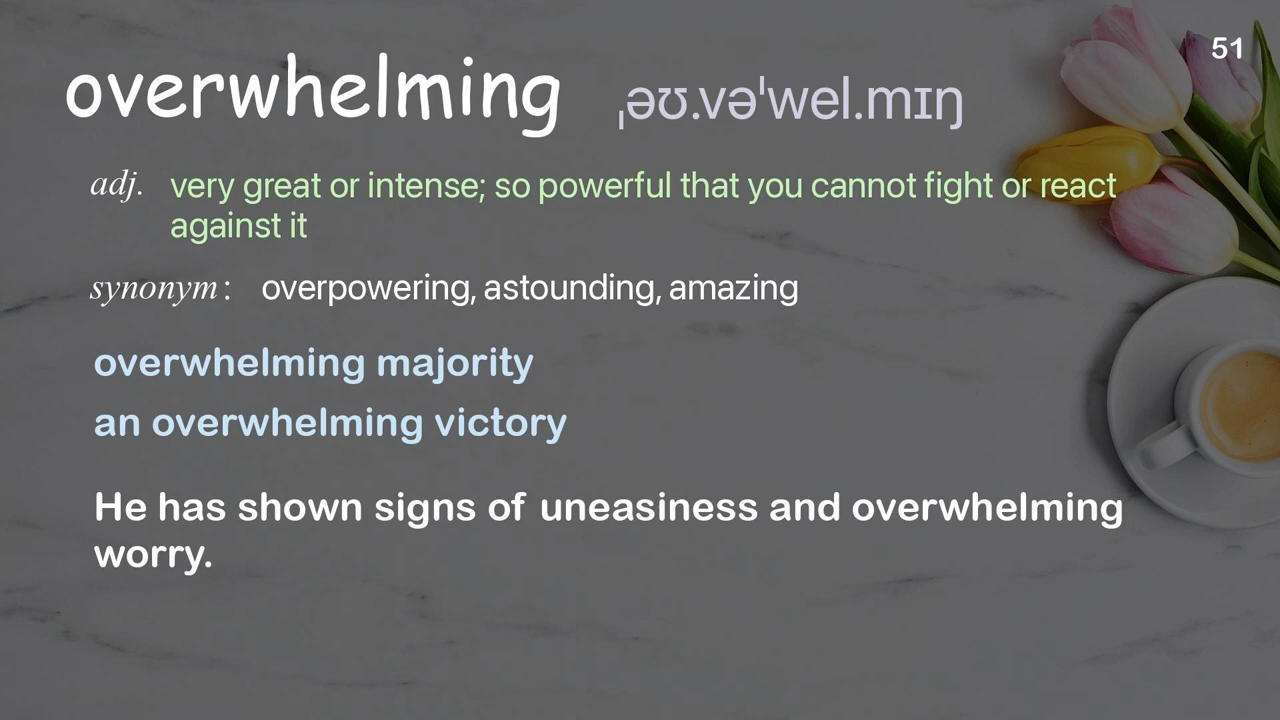 51
overwhelming ˌəʊ.vəˈwel.mɪŋ
adj. very great or intense; so powerful that you cannot fight or react
against it
synonym: overpowering, astounding, amazing
overwhelming majority
an overwhelming victory
He has shown signs of uneasiness and overwhelming
worry.